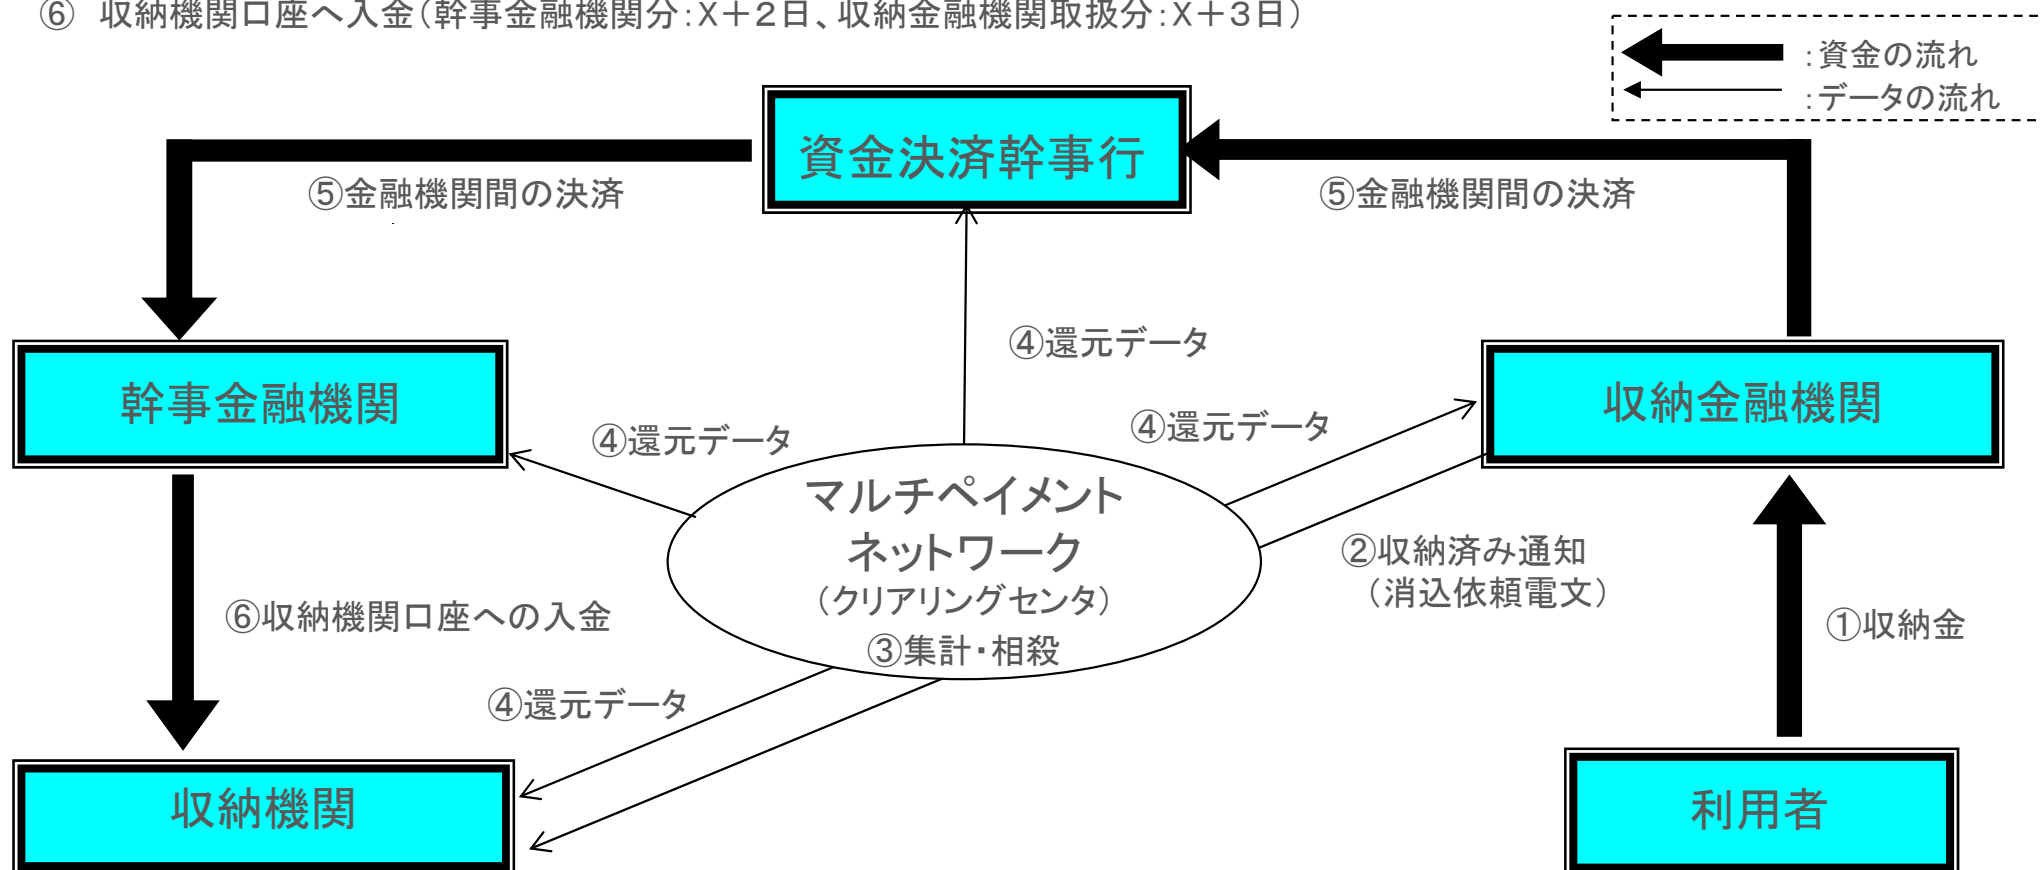 ⑥ 収納機関口座へ入金(幹事金融機関分:X+2日、収納金融機関取扱分:X+3日)
:資金の流れ
:データの流れ
資金決済幹事行
⑤金融機関間の決済
⑤金融機関間の決済
④還元データ
幹事金融機関
収納金融機関
④還元データ
④還元データ
マルチペイメント
ネットワーク
(クリアリングセンタ)
③集計・相殺
②収納済み通知
(消込依頼電文)
①収納金
⑥収納機関口座への入金
④還元データ
収納機関
利用者